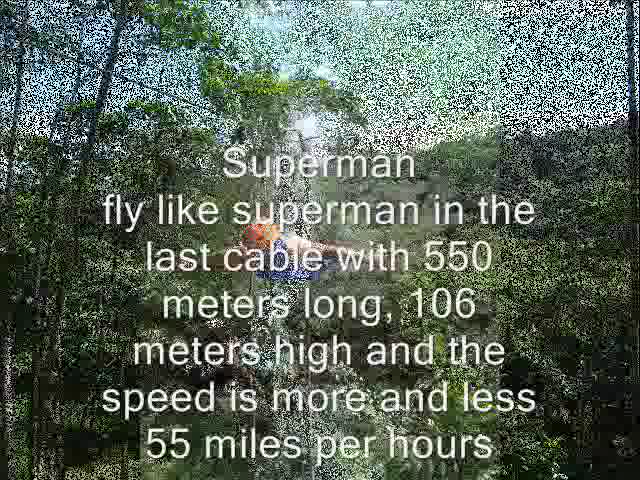 Superman
fly like superman in the
last cable with 550
meters long, 106
meters high and the
speed is more and less
55 miles per hours